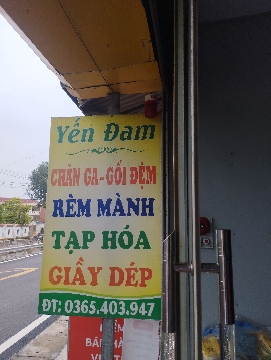 Yến Đam
CHĂN GA-GỐI ĐỆM
RÈM MÀNH
TẠP HÓA
GIẦY DÉP
ĐT: 0365.403.947